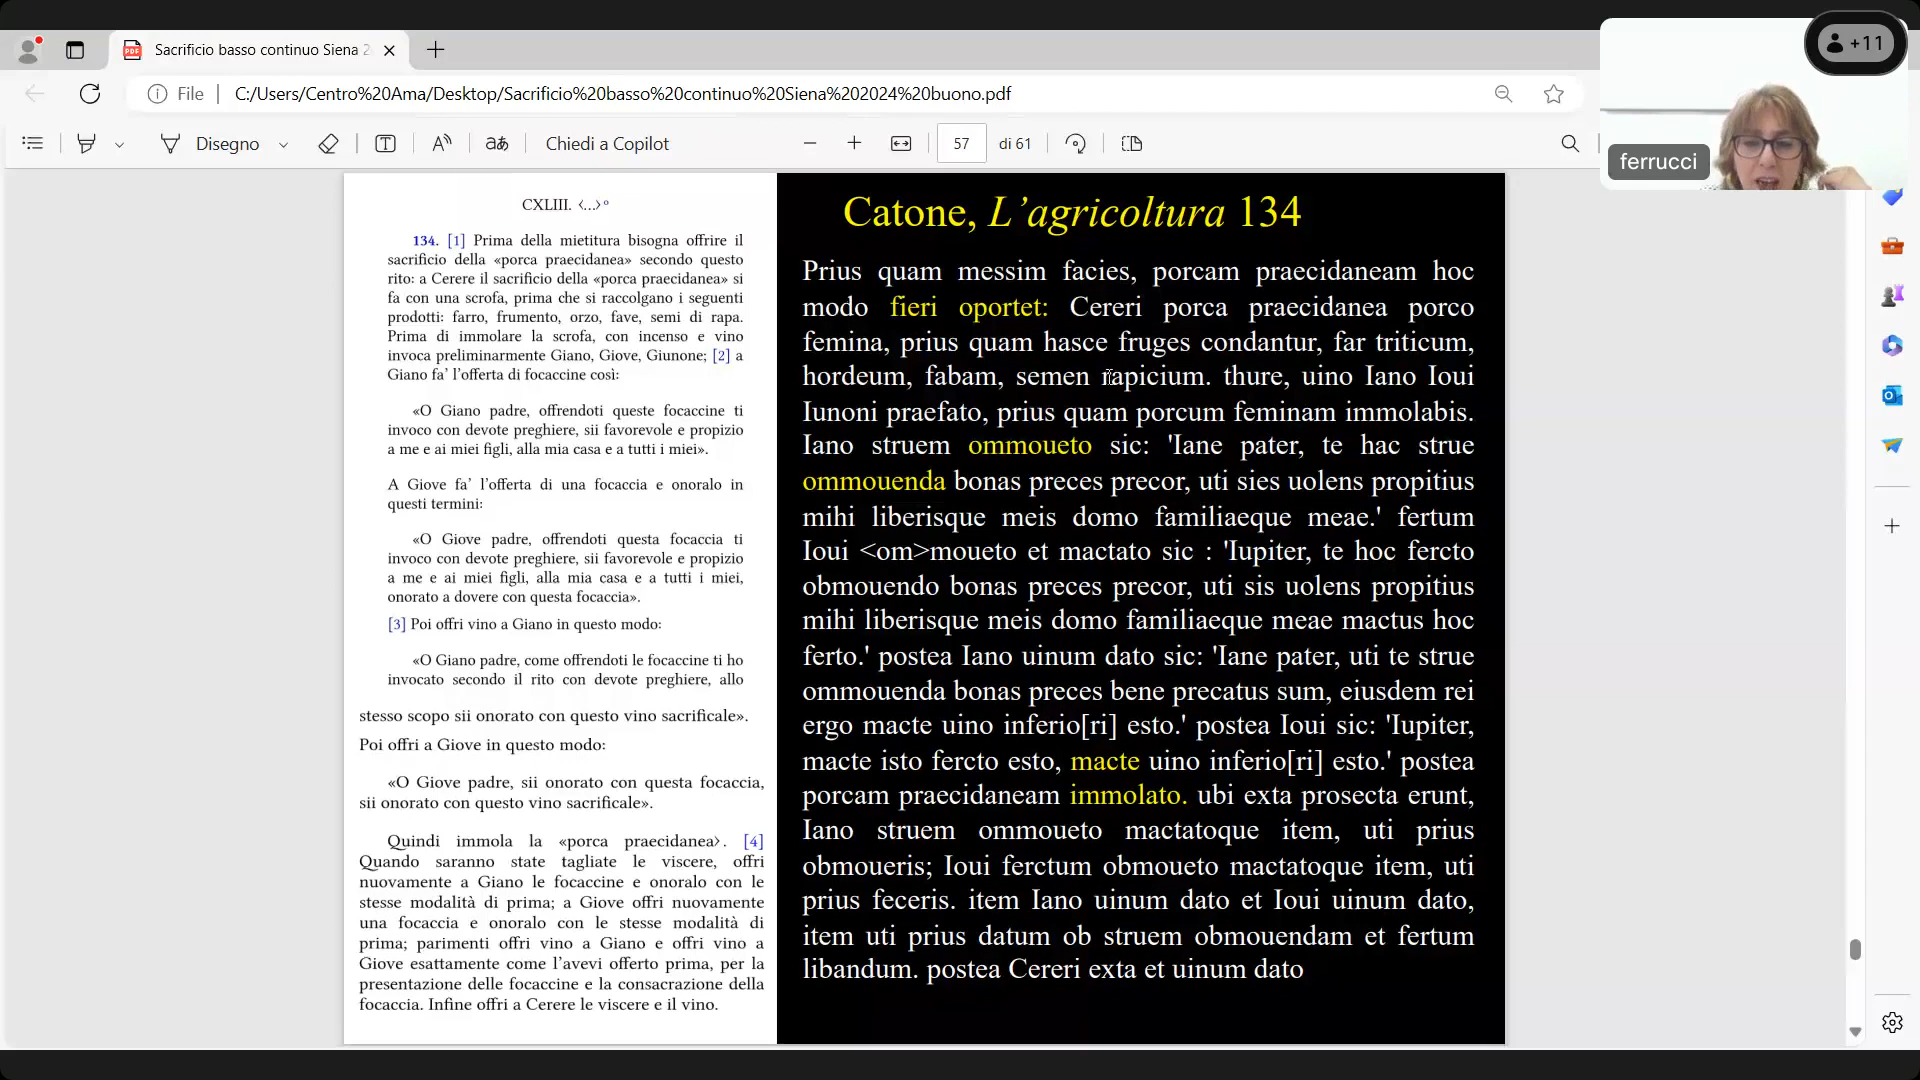 Sacrificio basso continuo Siena 2
+11
File
C:/Users/Centro%20Ama/Desktop/Sacrificio%20basso%20continuo%20Siena%202024%20buono.pdf
Disegno
Chiedi a Copilot
57
di 61
ferrucci
CXLIII. <...>º
134. [1] Prima della mietitura bisogna offrire il
sacrificio della «porca praecidanea» secondo questo
rito: a Cerere il sacrificio della «porca praecidanea» si
fa con una scrofa, prima che si raccolgano i seguenti
prodotti: farro, frumento, orzo, fave, semi di rapa.
Prima di immolare la scrofa, con incenso e vino
invoca preliminarmente Giano, Giove, Giunone; [2] a
Giano fa’ l’offerta di focaccine così:
«O Giano padre, offrendoti queste focaccine ti
invoco con devote preghiere, sii favorevole e propizio
a me e ai miei figli, alla mia casa e a tutti i miei».
A Giove fa’ l’offerta di una focaccia e onoralo in
questi termini:
«O Giove padre, offrendoti questa focaccia ti
invoco con devote preghiere, sii favorevole e propizio
a me e ai miei figli, alla mia casa e a tutti i miei,
onorato a dovere con questa focaccia».
[3] Poi offri vino a Giano in questo modo:
«O Giano padre, come offrendoti le focaccine ti ho
invocato secondo il rito con devote preghiere, allo
stesso scopo sii onorato con questo vino sacrificale».
Poi offri a Giove in questo modo:
«O Giove padre, sii onorato con questa focaccia,
sii onorato con questo vino sacrificale».
Quindi immola la «porca praecidanea›. [4]
Quando saranno state tagliate le viscere, offri
nuovamente a Giano le focaccine e onoralo con le
stesse modalità di prima; a Giove offri nuovamente
una focaccia e onoralo con le stesse modalità di
prima; parimenti offri vino a Giano e offri vino a
Giove esattamente come l’avevi offerto prima, per la
presentazione delle focaccine e la consacrazione della
focaccia. Infine offri a Cerere le viscere e il vino.
Catone, L’agricoltura 134
Prius quam messim facies, porcam praecidaneam hoc
modo fieri oportet: Cereri porca praecidanea porco
femina, prius quam hasce fruges condantur, far triticum,
hordeum, fabam, semen rapicium. thure, uino Iano Ioui
Iunoni praefato, prius quam porcum feminam immolabis.
Iano struem ommoueto sic: 'Iane pater, te hac strue
ommouenda bonas preces precor, uti sies uolens propitius
mihi liberisque meis domo familiaeque meae.' fertum
Ioui <om>moueto et mactato sic : 'Iupiter, te hoc fercto
obmouendo bonas preces precor, uti sis uolens propitius
mihi liberisque meis domo familiaeque meae mactus hoc
ferto.' postea Iano uinum dato sic: 'Iane pater, uti te strue
ommouenda bonas preces bene precatus sum, eiusdem rei
ergo macte uino inferio[ri] esto.' postea Ioui sic: 'Iupiter,
macte isto fercto esto, macte uino inferio[ri] esto.' postea
porcam praecidaneam immolato. ubi exta prosecta erunt,
Iano struem ommoueto mactatoque item, uti prius
obmoueris; Ioui ferctum obmoueto mactatoque item, uti
prius feceris. item Iano uinum dato et Ioui uinum dato,
item uti prius datum ob struem obmouendam et fertum
libandum. postea Cereri exta et uinum dato